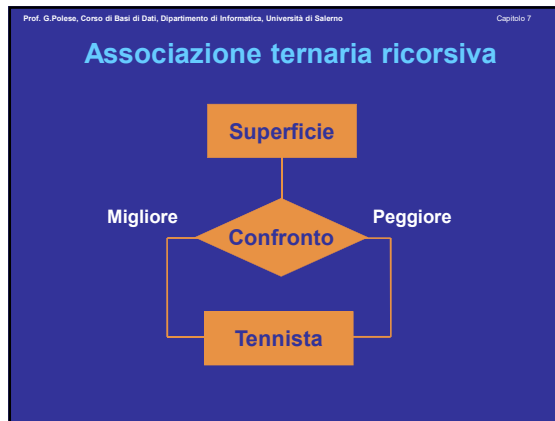 Prof. G.Polese, Corso di Basi di Dati, Dipartimento di Informatica, Università di Salerno Capitolo 7
Associazione ternaria ricorsiva
Superficie
Migliore Peggiore
Confronto
Tennista